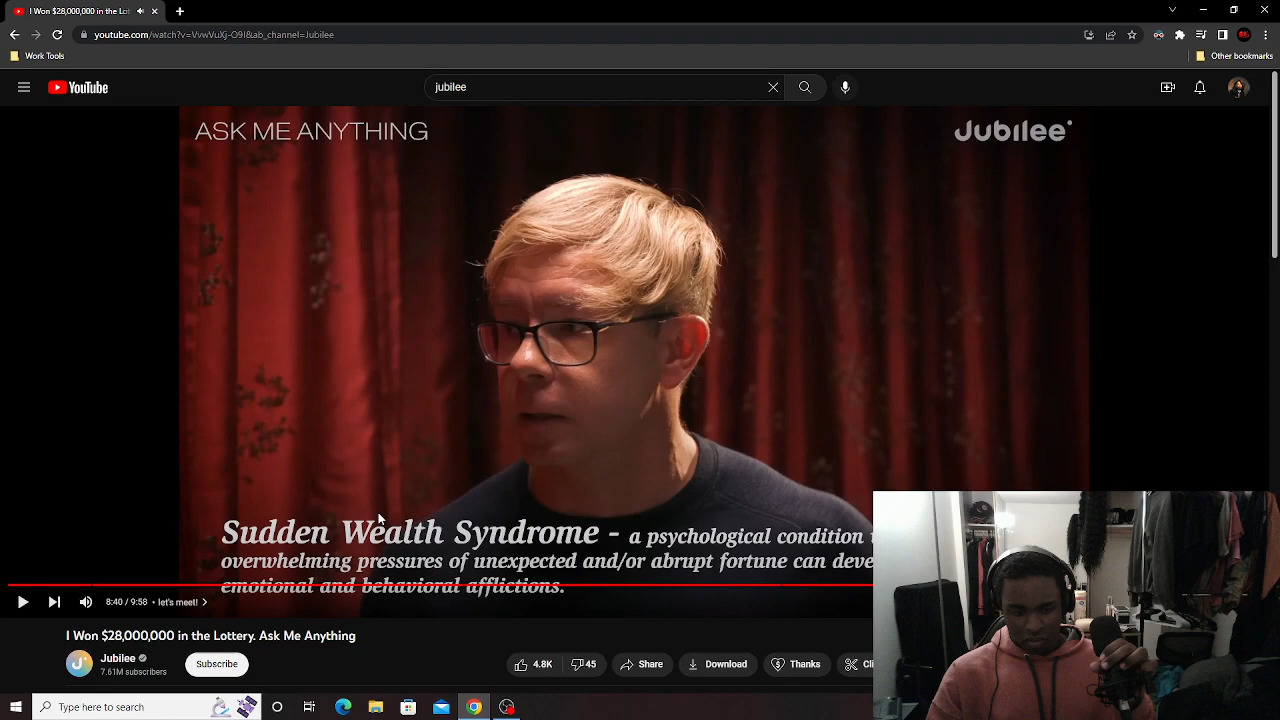 I Won $28,000,000 in the Lotter
youtube.com/watch?v=VvwVuXj-O9I&ab_channel=Jubilee
Work Tools
Other bookmarks
YouTube
jubilee
ASK ME ANYTHING
Jubilee
Sudden Wealth Syndrome - a psychological condition
overwhelming pressures of unexpected and/or abrupt fortune can deve
emotional and behavioral afflictions.
8:40 / 9:58 • let's meet!
I Won $28,000,000 in the Lottery. Ask Me Anything
Jubilee
7.61M subscribers
Subscribe
4.8K
45
Share
Download
Thanks
Cli
Type here to search